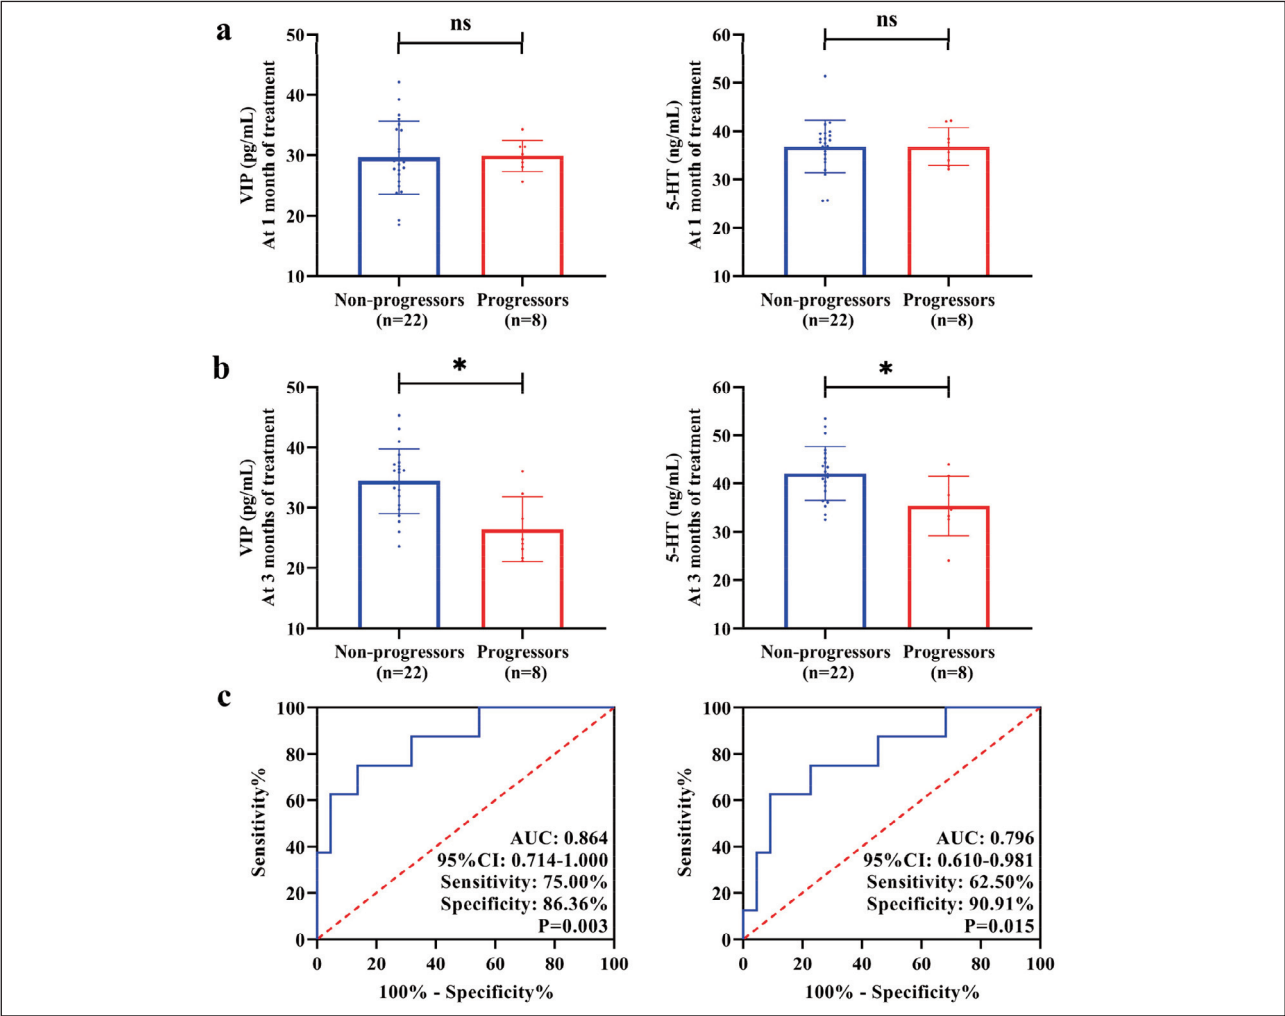 a
ns
50
40
30
20
10
VIP (pg/mL)
At 1 month of treatment
Non-progressors
(n=22)
Progressors
(n=8)
ns
60
50
40
30
20
10
5-HT (ng/mL)
At 1 month of treatment
Non-progressors
(n=22)
Progressors
(n=8)
b
*
50
40
30
20
10
VIP (pg/mL)
At 3 months of treatment
Non-progressors
(n=22)
Progressors
(n=8)
*
60
50
40
30
20
10
5-HT (ng/mL)
At 3 months of treatment
Non-progressors
(n=22)
Progressors
(n=8)
c
100
80
60
40
20
0
Sensitivity%
AUC: 0.864
95%CI: 0.714-1.000
Sensitivity: 75.00%
Specificity: 86.36%
P=0.003
0 20 40 60 80 100
100% - Specificity%
100
80
60
40
20
0
Sensitivity%
AUC: 0.796
95%CI: 0.610-0.981
Sensitivity: 62.50%
Specificity: 90.91%
P=0.015
0 20 40 60 80 100
100% - Specificity%